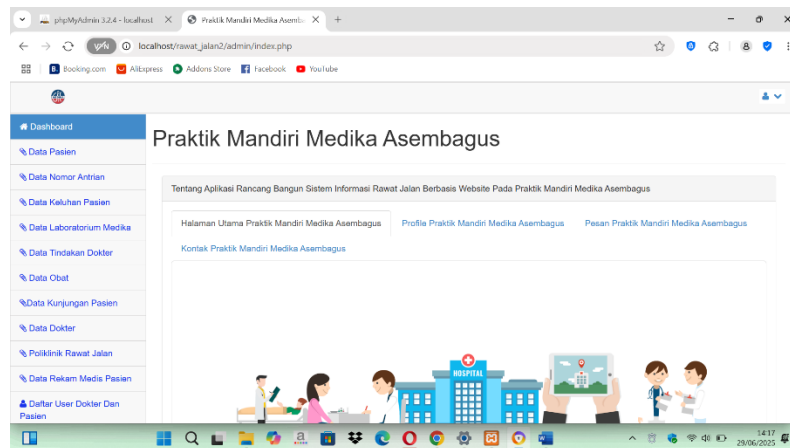 phpMyAdmin 3.2.4 - localhost
Praktik Mandiri Medika Asemb
VPN
localhost/rawat_jalan2/admin/index.php
Booking.com
AliExpress
Addons Store
Facebook
YouTube
Dashboard
Data Pasien
Data Nomor Antrian
Data Keluhan Pasien
Data Laboratorium Medika
Data Tindakan Dokter
Data Obat
Data Kunjungan Pasien
Data Dokter
Poliklinik Rawat Jalan
Data Rekam Medis Pasien
Daftar User Dokter Dan
Pasien
Praktik Mandiri Medika Asembagus
Tentang Aplikasi Rancang Bangun Sistem Informasi Rawat Jalan Berbasis Website Pada Praktik Mandiri Medika Asembagus
Halaman Utama Praktik Mandiri Medika Asembagus
Profile Praktik Mandiri Medika Asembagus
Pesan Praktik Mandiri Medika Asembagus
Kontak Praktik Mandiri Medika Asembagus
HOSPITAL
14:17
29/06/2025